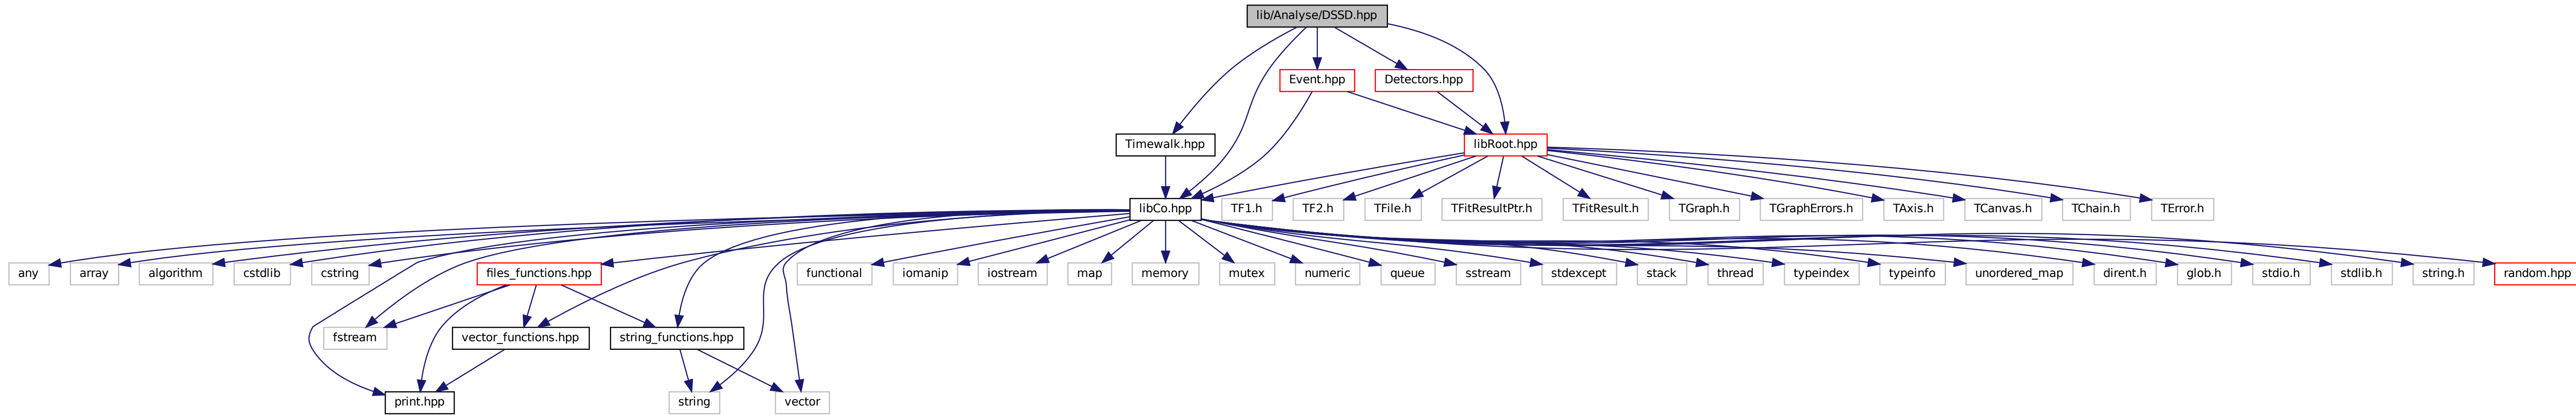 lib/Analyse/DSSD.hpp
Event.hpp
Detectors.hpp
Timewalk.hpp
libRoot.hpp
libCo.hpp
TF1.h
TF2.h
TFile.h
TFitResultPtr.h
TFitResult.h
TGraph.h
TGraphErrors.h
TAxis.h
TCanvas.h
TChain.h
TError.h
any
array
algorithm
cstdlib
cstring
files_functions.hpp
functional
iomanip
iostream
map
memory
mutex
numeric
queue
sstream
stdexcept
stack
thread
typeindex
typeinfo
unordered_map
dirent.h
glob.h
stdio.h
stdlib.h
string.h
random.hpp
fstream
vector_functions.hpp
string_functions.hpp
print.hpp
string
vector